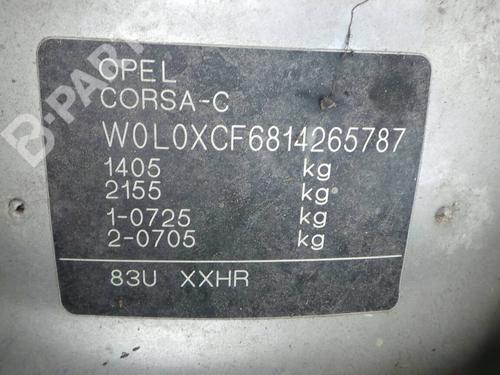 OPEL
CORSA-C
W0L0XCF6814265787
1405 kg
2155 kg
1-0725 kg
2-0705 kg
83U XXHR
B-PARTS